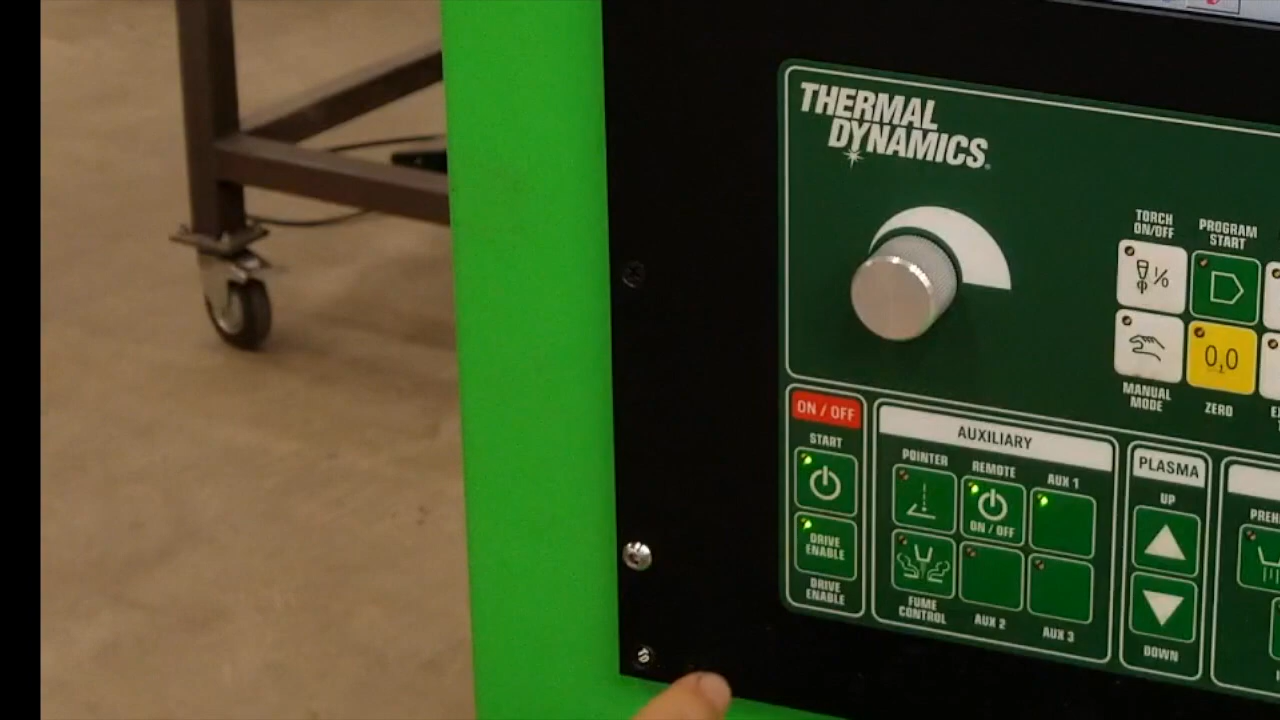 THERMAL
DYNAMICS
TORCH
ON/OFF
PROGRAM
START
0,0
MANUAL
MODE
ZERO
ON / OFF
START
DRIVE
ENABLE
DRIVE
ENABLE
AUXILIARY
POINTER
REMOTE
AUX 1
ON / OFF
FUME
CONTROL
AUX 2
AUX 3
PLASMA
UP
DOWN